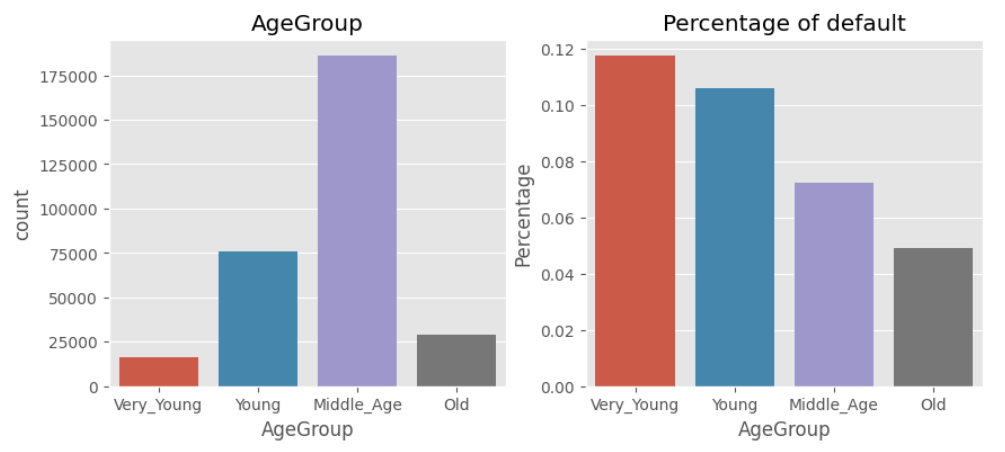 AgeGroup
175000
150000
125000
100000
75000
50000
25000
0
count
Very_Young Young Middle_Age Old
AgeGroup
Percentage of default
0.12
0.10
0.08
0.06
0.04
0.02
0.00
Percentage
Very_Young Young Middle_Age Old
AgeGroup